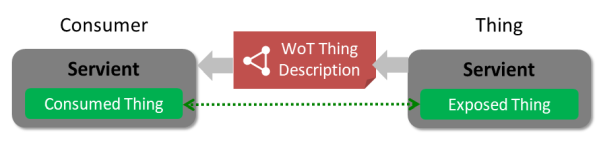 Consumer
Thing
WoT Thing
Description
Servient
Servient
Consumed Thing
Exposed Thing